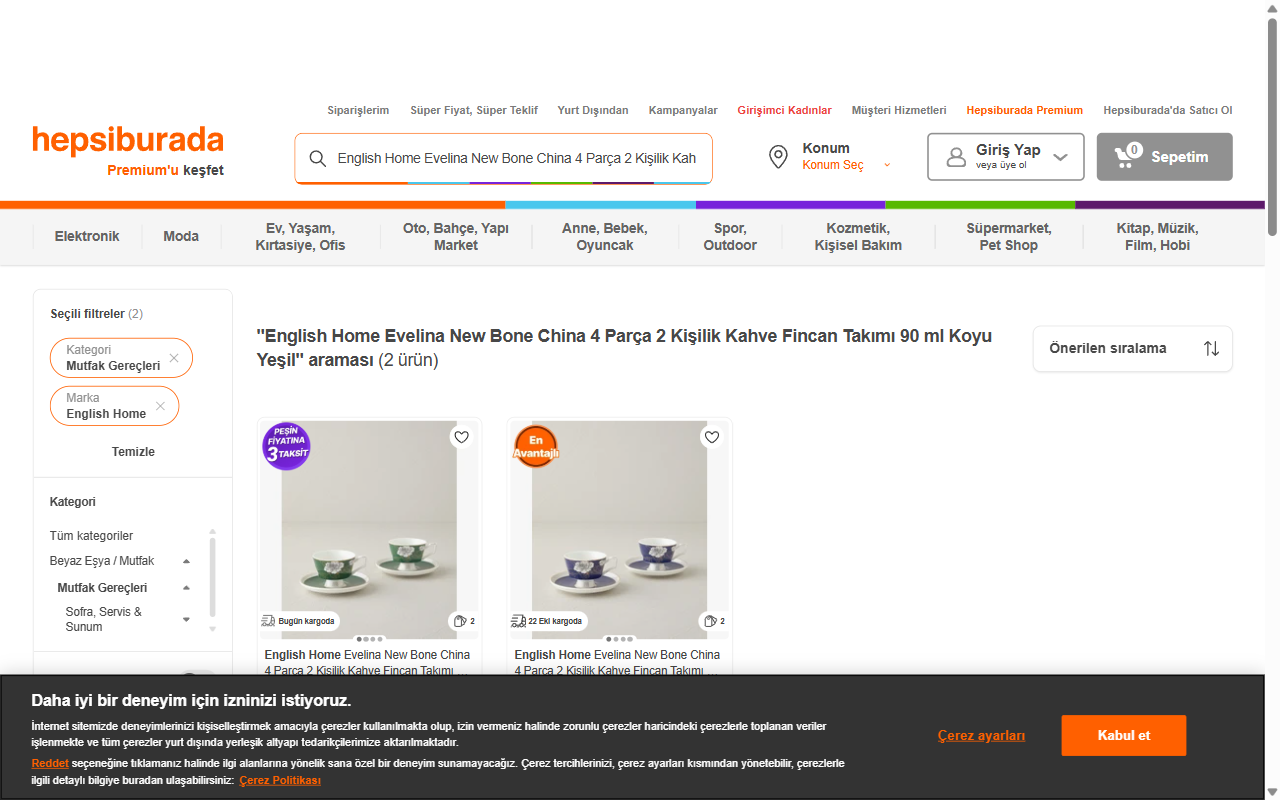 Siparişlerim Süper Fiyat, Süper Teklif Yurt Dışından Kampanyalar Girişimci Kadınlar Müşteri Hizmetleri Hepsiburada Premium Hepsiburada'da Satıcı Ol
hepsiburada
Premium'u keşfet
English Home Evelina New Bone China 4 Parça 2 Kişilik Kah
Konum
Konum Seç
Giriş Yap
veya üye ol
0
Sepetim
Elektronik
Moda
Ev, Yaşam,
Kırtasiye, Ofis
Oto, Bahçe, Yapı
Market
Anne, Bebek,
Oyuncak
Spor,
Outdoor
Kozmetik,
Kişisel Bakım
Süpermarket,
Pet Shop
Kitap, Müzik,
Film, Hobi
Seçili filtreler (2)
Kategori
Mutfak Gereçleri
Marka
English Home
Temizle
Kategori
Tüm kategoriler
Beyaz Eşya / Mutfak
Mutfak Gereçleri
Sofra, Servis &
Sunum
"English Home Evelina New Bone China 4 Parça 2 Kişilik Kahve Fincan Takımı 90 ml Koyu
Yeşil" araması (2 ürün)
Önerilen sıralama
PEŞİN
FİYATINA
3 TAKSİT
Bugün kargoda
2
English Home Evelina New Bone China
4 Parça 2 Kişilik Kahve Fincan Takımı ...
En
Avantajlı
22 Eki kargoda
2
English Home Evelina New Bone China
4 Parça 2 Kişilik Kahve Fincan Takımı ...
Daha iyi bir deneyim için izninizi istiyoruz.
İnternet sitemizde deneyimlerinizi kişiselleştirmek amacıyla çerezler kullanılmakta olup, izin vermeniz halinde zorunlu çerezler haricindeki çerezlerle toplanan veriler
işlenmekte ve tüm çerezler yurt dışında yerleşik altyapı tedarikçilerimize aktarılmaktadır.
Reddet seçeneğine tıklamanız halinde ilgi alanlarına yönelik sana özel bir deneyim sunamayacağız. Çerez tercihlerinizi, çerez ayarları kısmından yönetebilir, çerezlerle
ilgili detaylı bilgiye buradan ulaşabilirsiniz: Çerez Politikası
Çerez ayarları
Kabul et